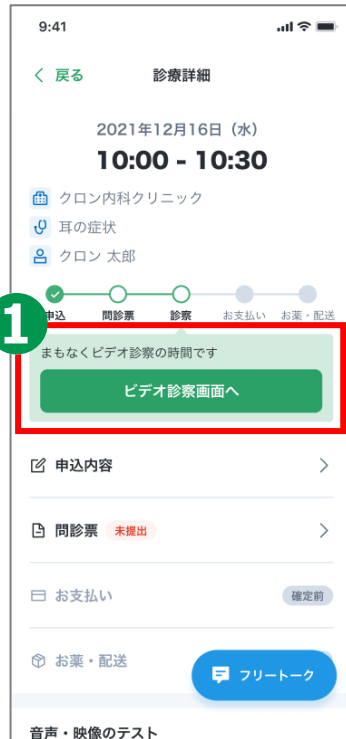 9:41
戻る
診療詳細
2021年12月16日（水）
10:00 - 10:30
クロン内科クリニック
耳の症状
クロン 太郎
1
申込 問診票 診察 お支払い お薬・配送
まもなくビデオ診察の時間です
ビデオ診察画面へ
申込内容
問診票 未提出
お支払い 確定前
お薬・配送
フリートーク
音声・映像のテスト